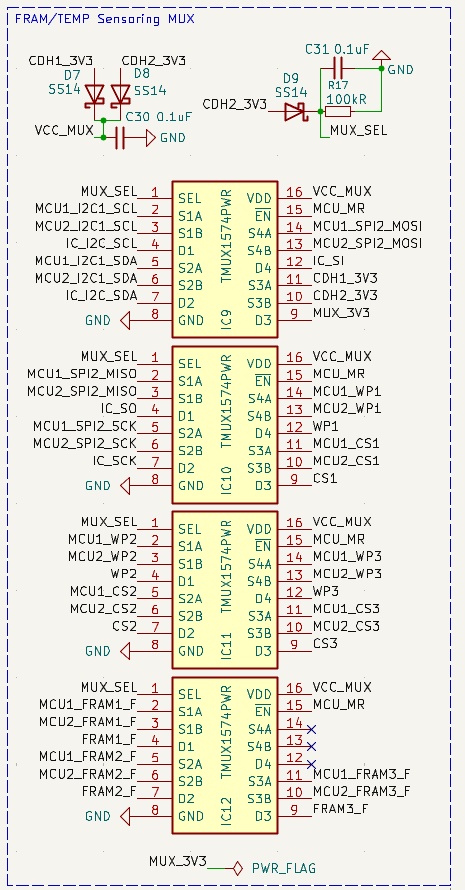 FRAM/TEMP Sensoring MUX
CDH1_3V3 CDH2_3V3
D7 D8
SS14 SS14
VCC_MUX C30 0.1uF GND
C31 0.1uF
GND
D9
SS14
R17
100kR
CDH2_3V3
MUX_SEL
MUX_SEL 1 SEL VDD 16 VCC_MUX
MCU1_I2C1_SCL 2 S1A EN 15 MCU_MR
MCU2_I2C1_SCL 3 S1B S4A 14 MCU1_SPI2_MOSI
IC_I2C_SCL 4 D1 S4B 13 MCU2_SPI2_MOSI
MCU1_I2C1_SDA 5 S2A D4 12 IC_SI
MCU2_I2C1_SDA 6 S2B S3A 11 CDH1_3V3
IC_I2C_SDA 7 D2 S3B 10 CDH2_3V3
GND 8 GND D3 9 MUX_3V3
TMUX1574PWR
IC9
MUX_SEL 1 SEL VDD 16 VCC_MUX
MCU1_SPI2_MISO 2 S1A EN 15 MCU_MR
MCU2_SPI2_MISO 3 S1B S4A 14 MCU1_WP1
IC_SO 4 D1 S4B 13 MCU2_WP1
MCU1_SPI2_SCK 5 S2A D4 12 WP1
MCU2_SPI2_SCK 6 S2B S3A 11 MCU1_CS1
IC_SCK 7 D2 S3B 10 MCU2_CS1
GND 8 GND D3 9 CS1
TMUX1574PWR
IC10
MUX_SEL 1 SEL VDD 16 VCC_MUX
MCU1_WP2 2 S1A EN 15 MCU_MR
MCU2_WP2 3 S1B S4A 14 MCU1_WP3
WP2 4 D1 S4B 13 MCU2_WP3
MCU1_CS2 5 S2A D4 12 WP3
MCU2_CS2 6 S2B S3A 11 MCU1_CS3
CS2 7 D2 S3B 10 MCU2_CS3
GND 8 GND D3 9 CS3
TMUX1574PWR
IC11
MUX_SEL 1 SEL VDD 16 VCC_MUX
MCU1_FRAM1_F 2 S1A EN 15 MCU_MR
MCU2_FRAM1_F 3 S1B S4A 14
FRAM1_F 4 D1 S4B 13
MCU1_FRAM2_F 5 S2A D4 12
MCU2_FRAM2_F 6 S2B S3A 11 MCU1_FRAM3_F
FRAM2_F 7 D2 S3B 10 MCU2_FRAM3_F
GND 8 GND D3 9 FRAM3_F
TMUX1574PWR
IC12
MUX_3V3 PWR_FLAG